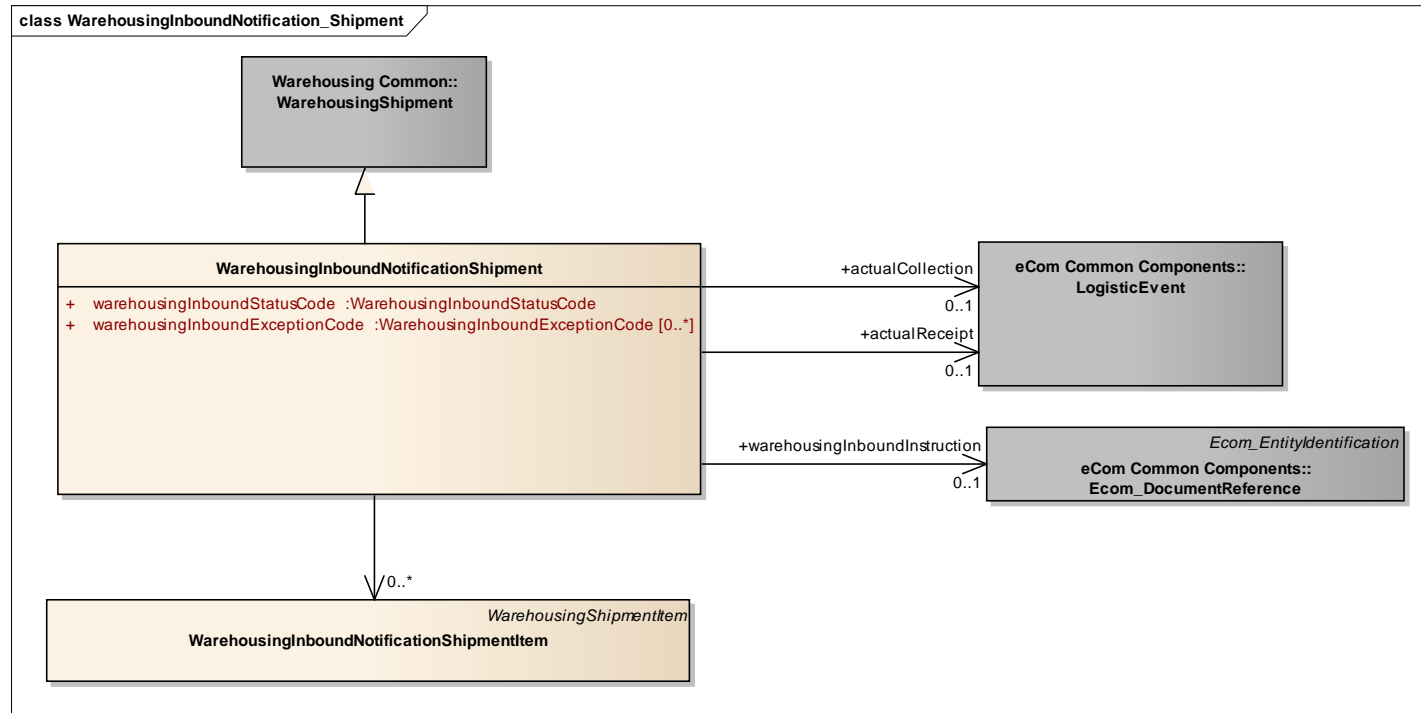 class WarehousingInboundNotification_Shipment
Warehousing Common::
WarehousingShipment
WarehousingInboundNotificationShipment
+ warehousingInboundStatusCode :WarehousingInboundStatusCode
+ warehousingInboundExceptionCode :WarehousingInboundExceptionCode [0..*]
+actualCollection
0..1
+actualReceipt
0..1
eCom Common Components::
LogisticEvent
+warehousingInboundInstruction
0..1
Ecom_EntityIdentification
eCom Common Components::
Ecom_DocumentReference
0..*
WarehousingShipmentItem
WarehousingInboundNotificationShipmentItem